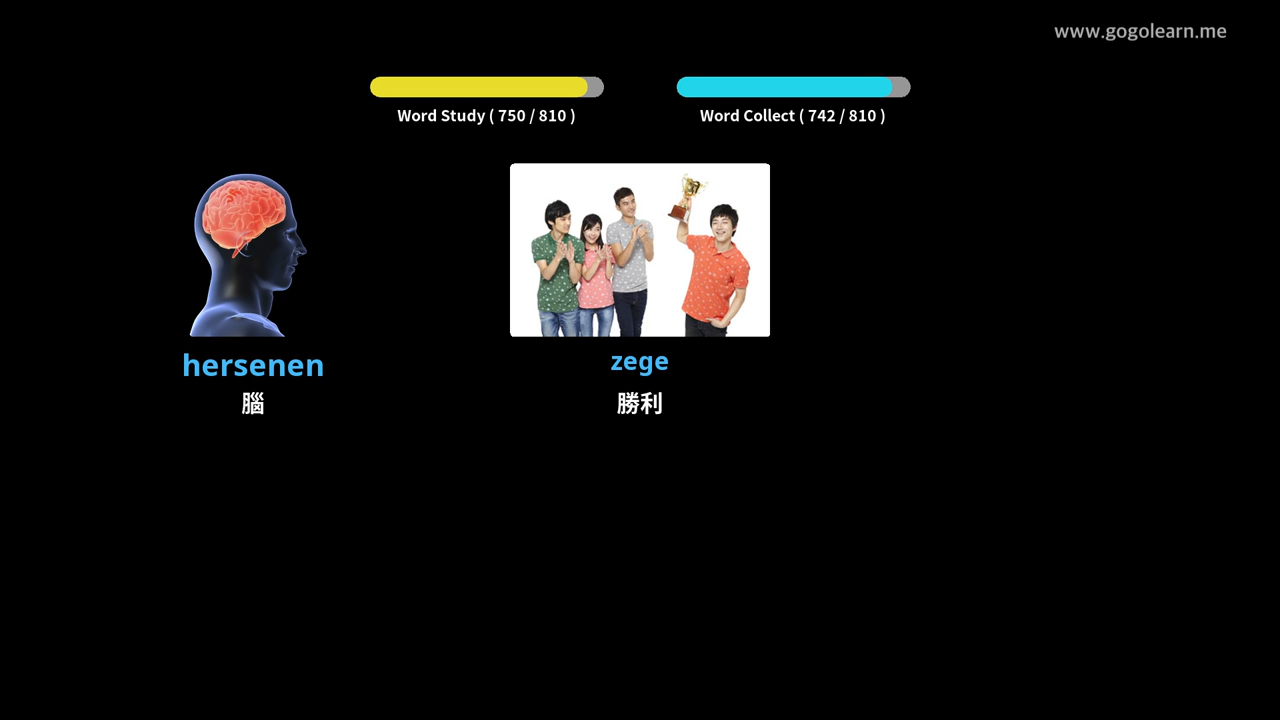 www.gogolearn.me
Word Study ( 750 / 810 )
Word Collect ( 742 / 810 )
hersenen
腦
zege
勝利